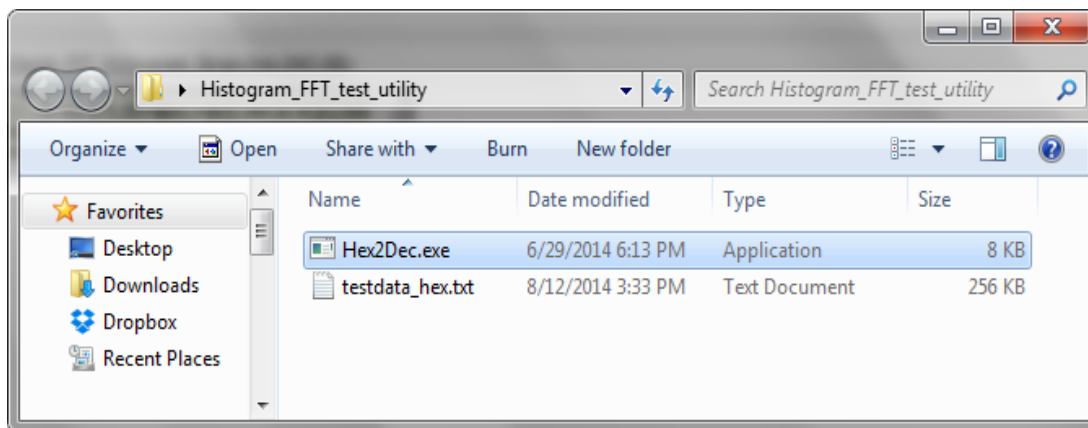 Histogram_FFT_test_utility
Search Histogram_FFT_test_utility
Organize Open Share with Burn New folder
Favorites
Desktop
Downloads
Dropbox
Recent Places
Name Date modified Type Size
Hex2Dec.exe 6/29/2014 6:13 PM Application 8 KB
testdata_hex.txt 8/12/2014 3:33 PM Text Document 256 KB